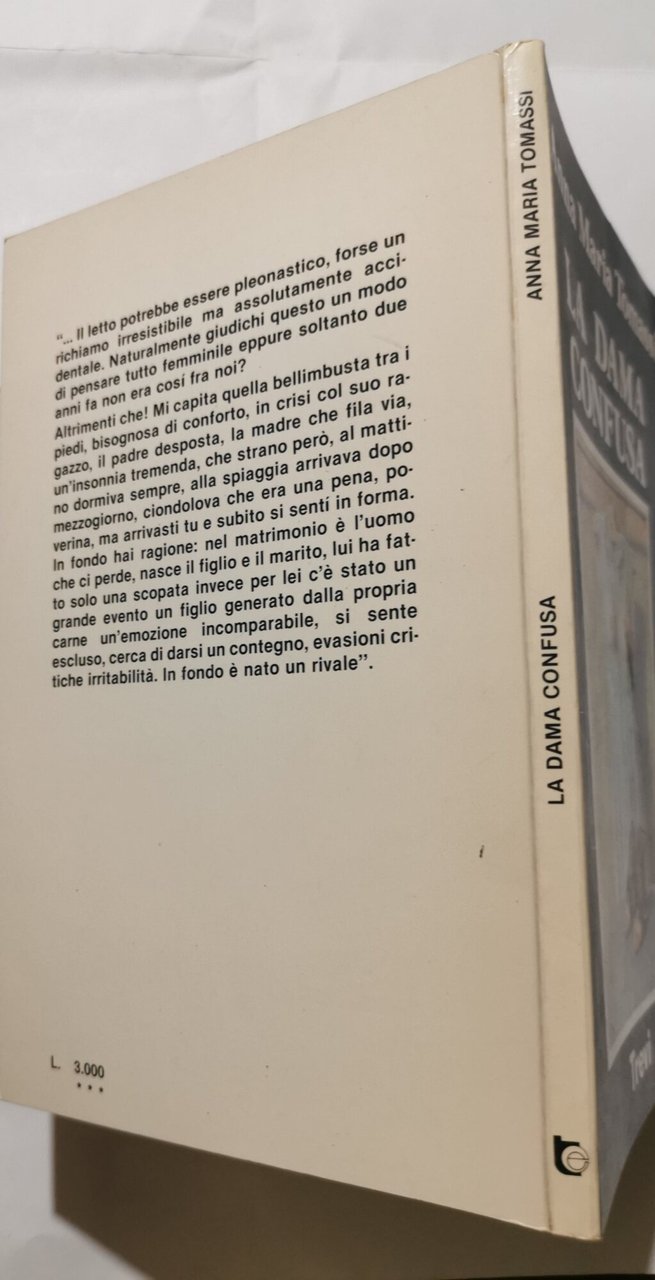 “... Il letto potrebbe essere pleonastico, forse un
richiamo irresistibile ma assolutamente acci-
dentale. Naturalmente giudichi questo un modo
di pensare tutto femminile eppure soltanto due
anni fa non era cosí fra noi?
Altrimenti che! Mi capita quella bellimbusta tra i
piedi, bisognosa di conforto, in crisi col suo ra-
gazzo, il padre desposta, la madre che fila via,
un’insonnia tremenda, che strano però, al matti-
no dormiva sempre, alla spiaggia arrivava dopo
mezzogiorno, ciondolova che era una pena, po-
verina, ma arrivasti tu e subito si sentí in forma.
In fondo hai ragione: nel matrimonio è l’uomo
che ci perde, nasce il figlio e il marito, lui ha fat-
to solo una scopata invece per lei c’è stato un
grande evento un figlio generato dalla propria
carne un’emozione incomparabile, si sente
escluso, cerca di darsi un contegno, evasioni cri-
tiche irritabilità. In fondo è nato un rivale”.
L. 3.000
* * *
ANNA MARIA TOMASSI
LA DAMA CONFUSA
Maria
LA DAMA
CONFUSA
Trevi